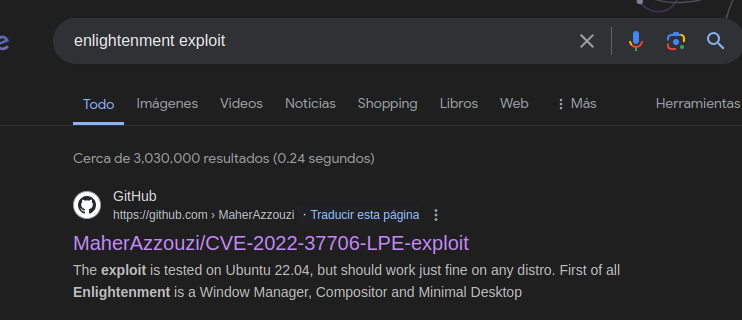 enlightenment exploit
Todo Imágenes Videos Noticias Shopping Libros Web Más Herramientas
Cerca de 3,030,000 resultados (0.24 segundos)
GitHub
https://github.com › MaherAzzouzi · Traducir esta página
MaherAzzouzi/CVE-2022-37706-LPE-exploit
The exploit is tested on Ubuntu 22.04, but should work just fine on any distro. First of all
Enlightenment is a Window Manager, Compositor and Minimal Desktop